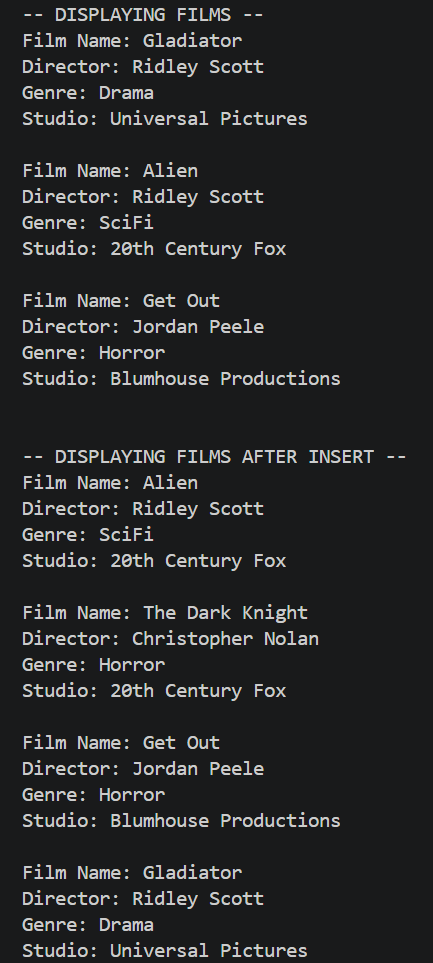 -- DISPLAYING FILMS --
Film Name: Gladiator
Director: Ridley Scott
Genre: Drama
Studio: Universal Pictures

Film Name: Alien
Director: Ridley Scott
Genre: SciFi
Studio: 20th Century Fox

Film Name: Get Out
Director: Jordan Peele
Genre: Horror
Studio: Blumhouse Productions

-- DISPLAYING FILMS AFTER INSERT --
Film Name: Alien
Director: Ridley Scott
Genre: SciFi
Studio: 20th Century Fox

Film Name: The Dark Knight
Director: Christopher Nolan
Genre: Horror
Studio: 20th Century Fox

Film Name: Get Out
Director: Jordan Peele
Genre: Horror
Studio: Blumhouse Productions

Film Name: Gladiator
Director: Ridley Scott
Genre: Drama
Studio: Universal Pictures